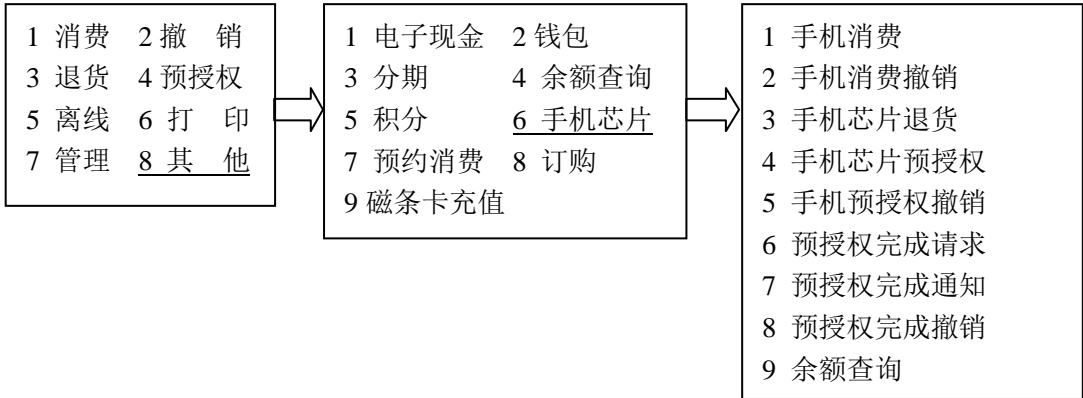 1 消费 2 撤 销
3 退货 4 预授权
5 离线 6 打 印
7 管理 8 其 他
1 电子现金 2 钱包
3 分期 4 余额查询
5 积分 6 手机芯片
7 预约消费 8 订购
9 磁条卡充值
1 手机消费
2 手机消费撤销
3 手机芯片退货
4 手机芯片预授权
5 手机预授权撤销
6 预授权完成请求
7 预授权完成通知
8 预授权完成撤销
9 余额查询